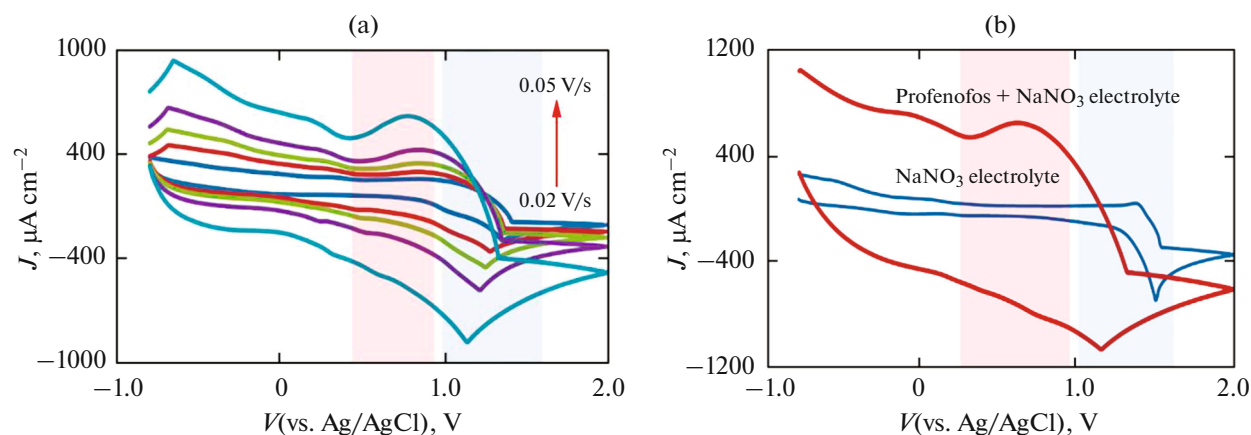 (a)
1000
400
−400
−1000
J, μA cm−2
0.05 V/s
0.02 V/s
−1.0
0
1.0
2.0
V(vs. Ag/AgCl), V
(b)
1200
400
−400
−1200
J, μA cm−2
Profenofos + NaNO3 electrolyte
NaNO3 electrolyte
−1.0
0
1.0
2.0
V(vs. Ag/AgCl), V